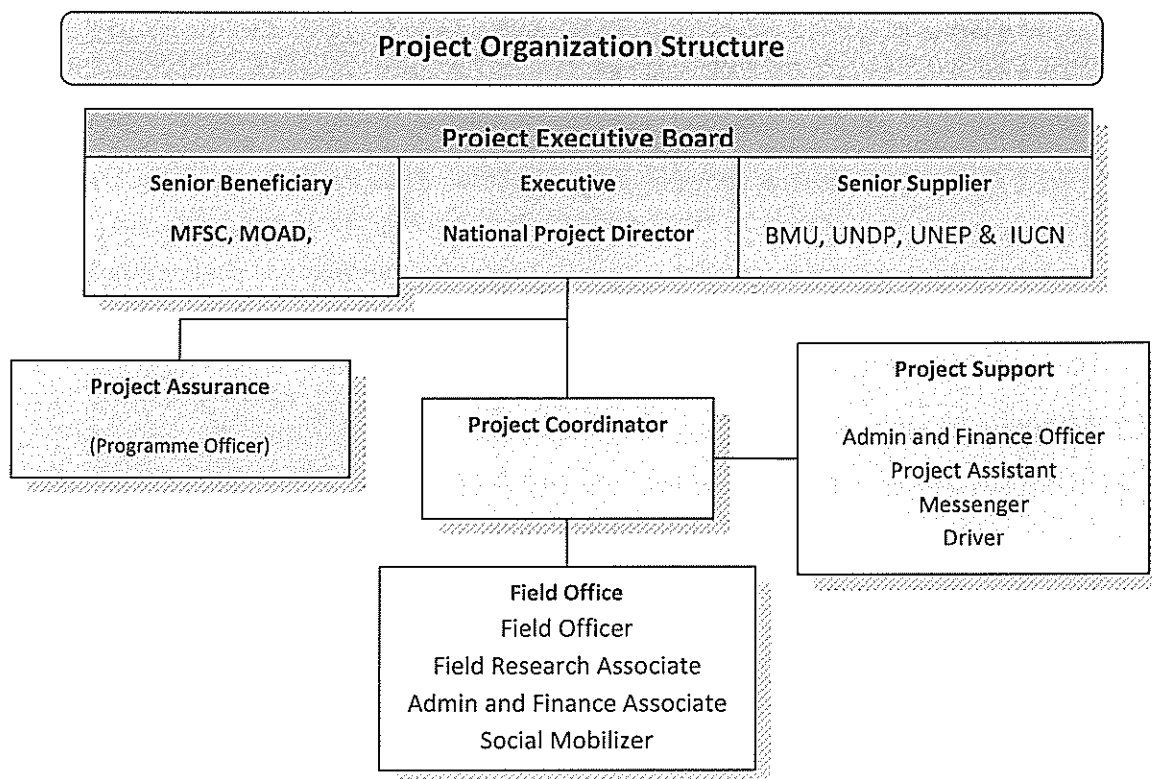 Project Organization Structure
Project Executive Board
Senior Beneficiary
MFSC, MOAD,
Executive
National Project Director
Senior Supplier
BMU, UNDP, UNEP & IUCN
Project Assurance
(Programme Officer)
Project Coordinator
Project Support
Admin and Finance Officer
Project Assistant
Messenger
Driver
Field Office
Field Officer
Field Research Associate
Admin and Finance Associate
Social Mobilizer